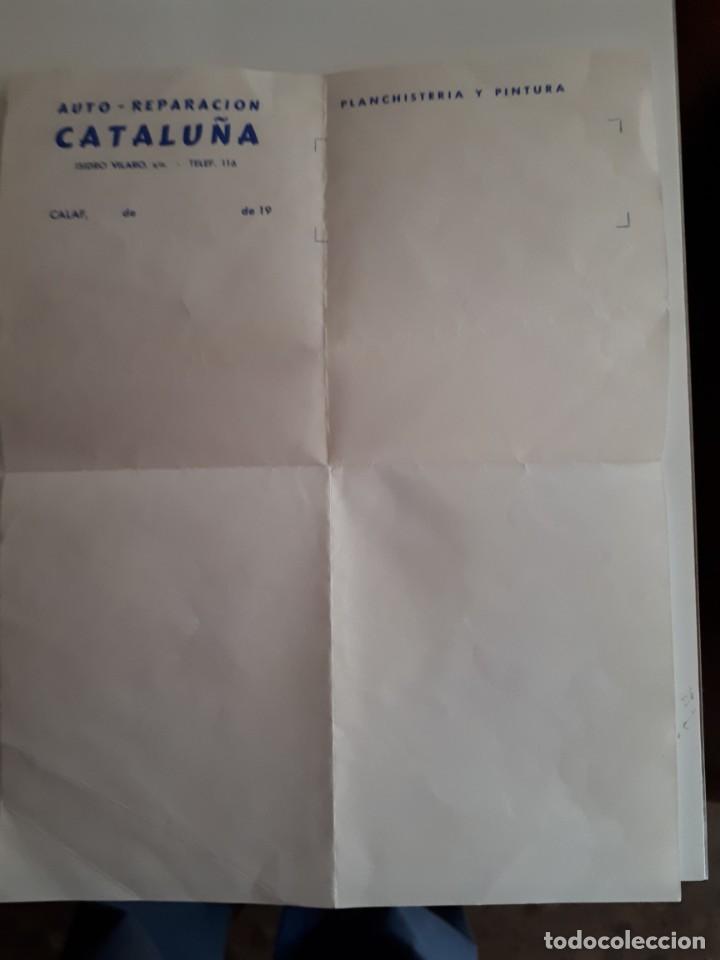 AUTO - REPARACION
CATALUÑA
ISIDRO VILARO, s/n. - TELEF. 116
CALAF, de de 19
PLANCHISTERIA Y PINTURA
todocoleccion